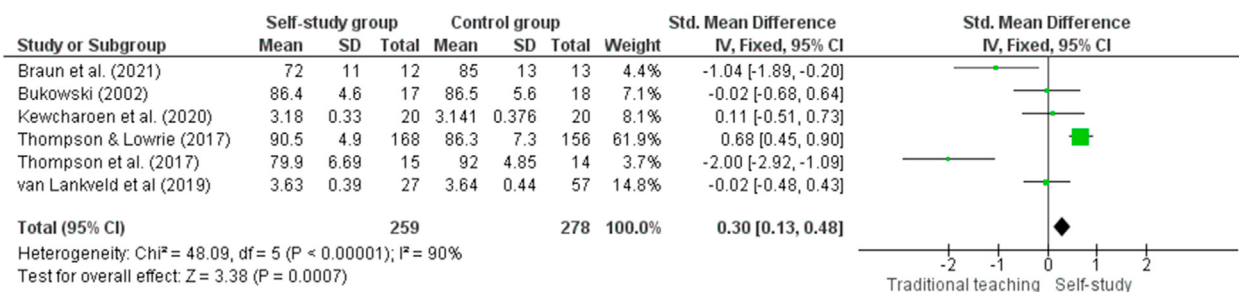 Self-study group Control group Std. Mean Difference Std. Mean Difference
Study or Subgroup Mean SD Total Mean SD Total Weight IV, Fixed, 95% CI IV, Fixed, 95% CI
Braun et al. (2021) 72 11 12 85 13 13 4.4% -1.04 [-1.89, -0.20]
Bukowski (2002) 86.4 4.6 17 86.5 5.6 18 7.1% -0.02 [-0.68, 0.64]
Kewcharoen et al. (2020) 3.18 0.33 20 3.141 0.376 20 8.1% 0.11 [-0.51, 0.73]
Thompson & Lowrie (2017) 90.5 4.9 168 86.3 7.3 156 61.9% 0.68 [0.45, 0.90]
Thompson et al. (2017) 79.9 6.69 15 92 4.85 14 3.7% -2.00 [-2.92, -1.09]
van Lankveld et al (2019) 3.63 0.39 27 3.64 0.44 57 14.8% -0.02 [-0.48, 0.43]
Total (95% CI) 259 278 100.0% 0.30 [0.13, 0.48]
Heterogeneity: Chi² = 48.09, df = 5 (P < 0.00001); I² = 90%
Test for overall effect: Z = 3.38 (P = 0.0007)
-2 -1 0 1 2
Traditional teaching Self-study